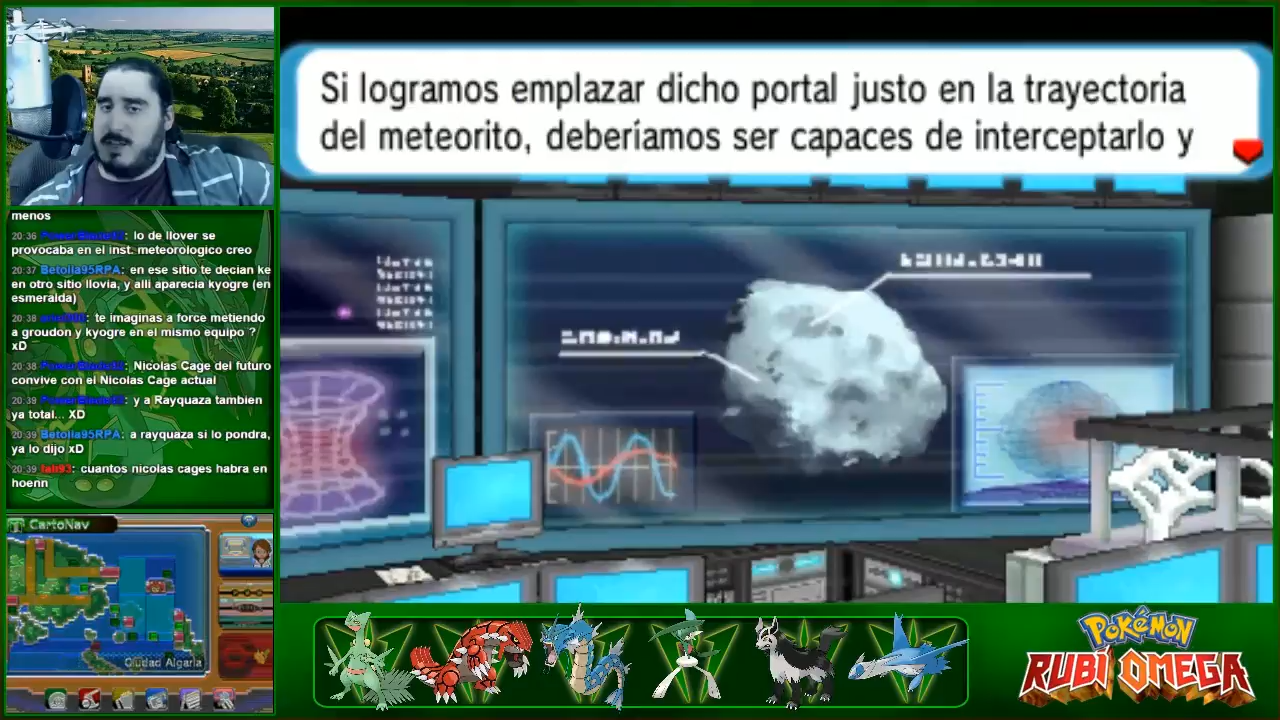 Si logramos emplazar dicho portal justo en la trayectoria
del meteorito, deberíamos ser capaces de interceptarlo y
menos
20:36 : lo de llover se
provocaba en el inst. meteorologico creo
20:37 Betolia95RPA: en ese sitio te decian ke
en otro sitio llovia, y alli aparecia kyogre (en
esmeralda)
20:38 : te imaginas a force metiendo
a groudon y kyogre en el mismo equipo ?
xD
20:38 : Nicolas Cage del futuro
convive con el Nicolas Cage actual
20:39 : y a Rayquaza tambien
ya total... XD
20:39 Betolia95RPA: a rayquaza si lo pondra,
ya lo dijo xD
20:39 : cuantos nicolas cages habra en
hoenn
CartoNav
Ciudad Algaria
POKéMON
RUBÍ OMEGA